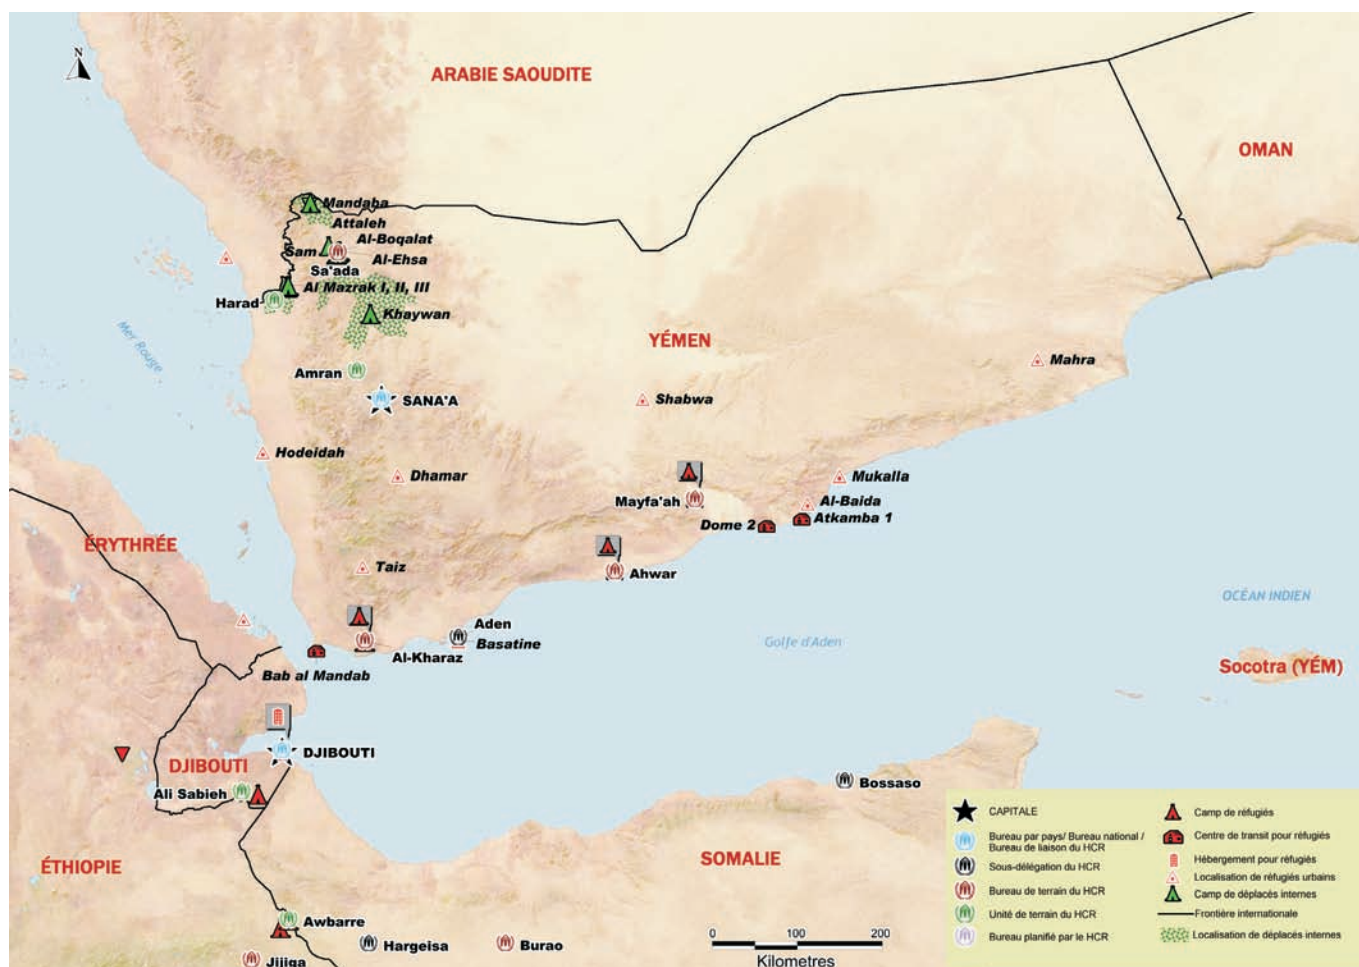 N
ARABIE SAOUDITE
OMAN
Mandaba
Attaleh
Al-Boqalat
Sam
Al-Ehsa
Sa'ada
Al Mazrak I, II, III
Harad
Khaywan
Mer Rouge
YÉMEN
Mahra
Amran
SANA'A
Shabwa
Hodeidah
Dhamar
Mukalla
Mayfa'ah
Al-Baida
Dome 2
Atkamba 1
ÉRYTHRÉE
Taiz
Ahwar
OCÉAN INDIEN
Aden
Basatine
Golfe d'Aden
Al-Kharaz
Socotra (YÉM)
Bab al Mandab
DJIBOUTI
DJIBOUTI
Ali Sabieh
Bossaso
ÉTHIOPIE
SOMALIE
Awbarre
Hargeisa
Burao
Jijiga
0 100 200
Kilometres
CAPITALE
Bureau par pays/ Bureau national /
Bureau de liaison du HCR
Sous-délégation du HCR
Bureau de terrain du HCR
Unité de terrain du HCR
Bureau planifié par le HCR
Camp de réfugiés
Centre de transit pour réfugiés
Hébergement pour réfugiés
Localisation de réfugiés urbains
Camp de déplacés internes
Frontière internationale
Localisation de déplacés internes